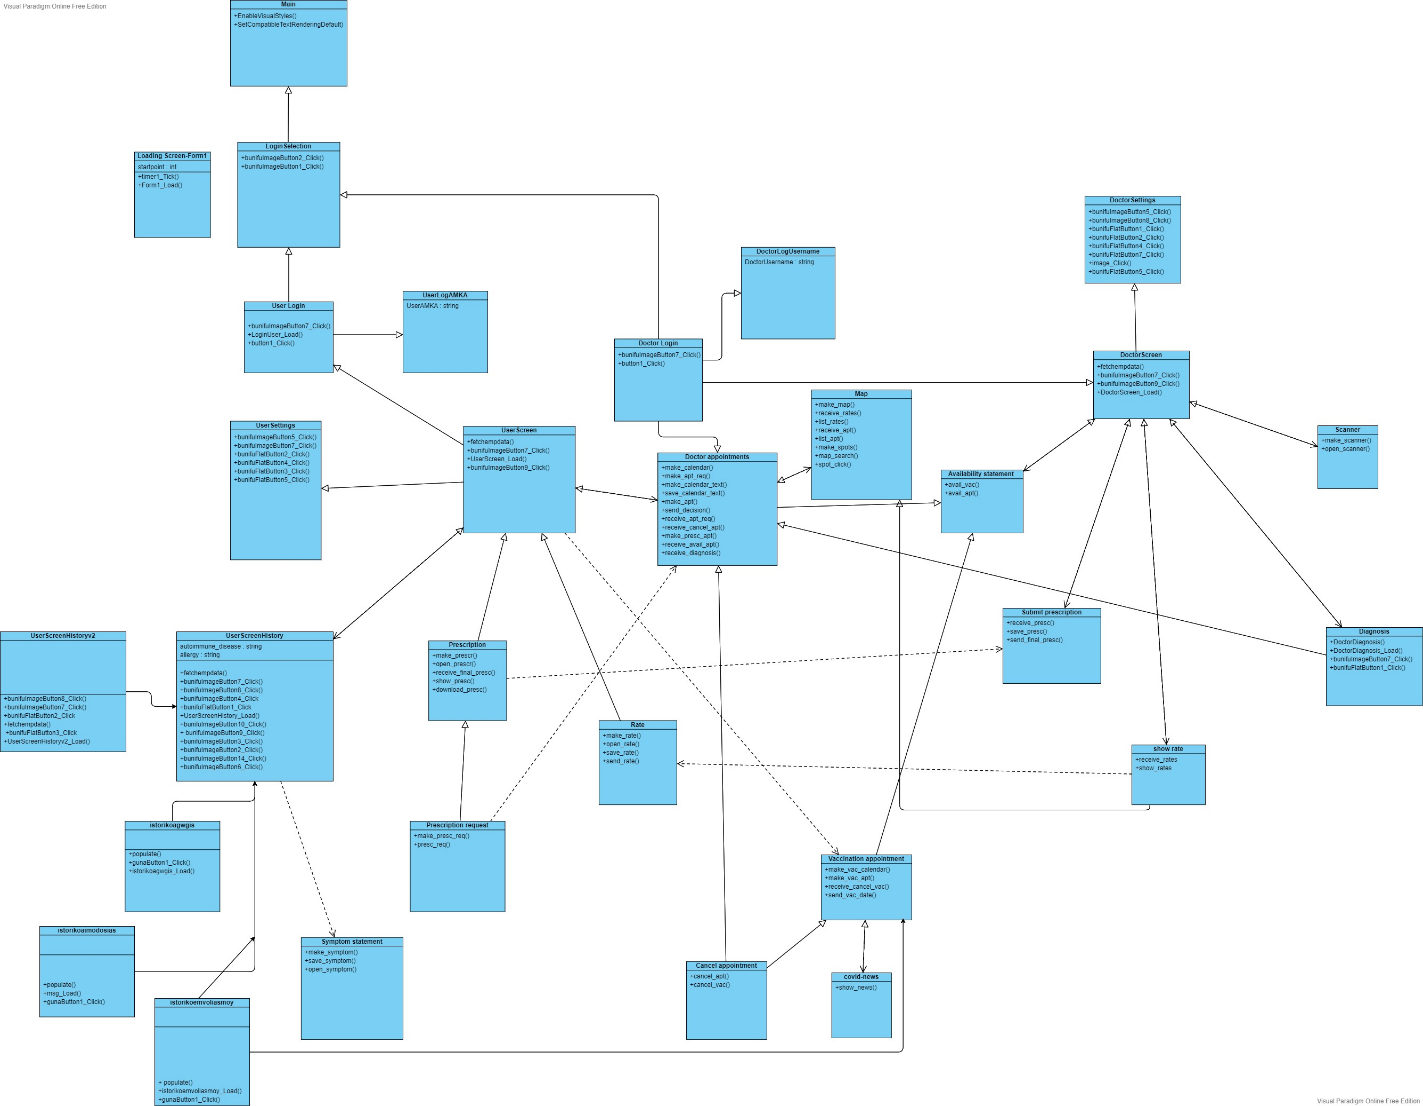 Visual Paradigm Online Free Edition
Muin
+EnableVisualStyles()
+SetCompatibleTextRenderingDefault()
LoginSelection
+bunifuImageButton2_Click()
+bunifuImageButton1_Click()
Loading Screen-Form1
startpoint : int
+timer1_Tick()
+Form1_Load()
DoctorSettings
+bunifuImageButton5_Click()
+bunifuImageButton8_Click()
+bunifuFlatButton1_Click()
+bunifuFlatButton2_Click()
+bunifuFlatButton4_Click()
+bunifuFlatButton7_Click()
+image_Click()
+bunifuFlatButton5_Click()
DoctorLogUsername
DoctorUsername : string
UserLogAMKA
UserAMKA : string
User Login
+bunifuImageButton7_Click()
+LoginUser_Load()
+button1_Click()
Doctor Login
+bunifuImageButton7_Click()
+button1_Click()
DoctorScreen
+fetchempdata()
+bunifuImageButton7_Click()
+bunifuImageButton9_Click()
+DoctorScreen_Load()
Map
+make_map()
+receive_rates()
+list_rates()
+receive_apt()
+list_apt()
+make_spots()
+map_search()
+spot_click()
UserSettings
+bunifuImageButton5_Click()
+bunifuImageButton7_Click()
+bunifuFlatButton2_Click()
+bunifuFlatButton4_Click()
+bunifuFlatButton3_Click()
+bunifuFlatButton5_Click()
UserScreen
+fetchempdata()
+bunifuImageButton7_Click()
+UserScreen_Load()
+bunifuImageButton9_Click()
Scanner
+make_scanner()
+open_scanner()
Doctor appointments
+make_calendar()
+make_apt_req()
+make_calendar_text()
+save_calendar_text()
+make_apt()
+send_decision()
+receive_apt_req()
+receive_cancel_apt()
+make_presc_apt()
+receive_avail_apt()
+receive_diagnosis()
Availability statement
+avail_vac()
+avail_apt()
Submit prescription
+receive_presc()
+save_presc()
+send_final_presc()
Diagnosis
+DoctorDiagnosis()
+DoctorDiagnosis_Load()
+bunifuImageButton7_Click()
+bunifuFlatButton1_Click()
UserScreenHistoryv2
+bunifuImageButton8_Click()
+bunifuImageButton7_Click()
+bunifuFlatButton2_Click
+fetchempdata()
+bunifuFlatButton3_Click
+UserScreenHistoryv2_Load()
UserScreenHistory
autoimmune_disease : string
allergy : string
+fetchempdata()
+bunifuImageButton7_Click()
+bunifuImageButton8_Click()
+bunifuImageButton4_Click
+bunifuFlatButton1_Click
+UserScreenHistory_Load()
+bunifuImageButton10_Click()
+ bunifuImageButton9_Click()
+bunifuImageButton3_Click()
+bunifuImageButton2_Click()
+bunifuImageButton14_Click()
+bunifuImageButton6_Click()
Prescription
+make_prescr()
+open_prescr()
+receive_final_presc()
+show_presc()
+download_presc()
Rate
+make_rate()
+open_rate()
+save_rate()
+send_rate()
show rate
+receive_rates
+show_rates
istorikoagwgis
+populate()
+gunaButton1_Click()
+istorikoagwgis_Load()
Prescription request
+make_presc_req()
+presc_req()
Vaccination appointment
+make_vac_calendar()
+make_vac_apt()
+receive_cancel_vac()
+send_vac_date()
istorikoaimodosias
+populate()
+msg_Load()
+gunaButton1_Click()
Symptom statement
+make_symptom()
+save_symptom()
+open_symptom()
Cancel appointment
+cancel_apt()
+cancel_vac()
covid-news
+show_news()
istorikoemvoliasmoy
+ populate()
+istorikoemvoliasmoy_Load()
+gunaButton1_Click()
Visual Paradigm Online Free Edition